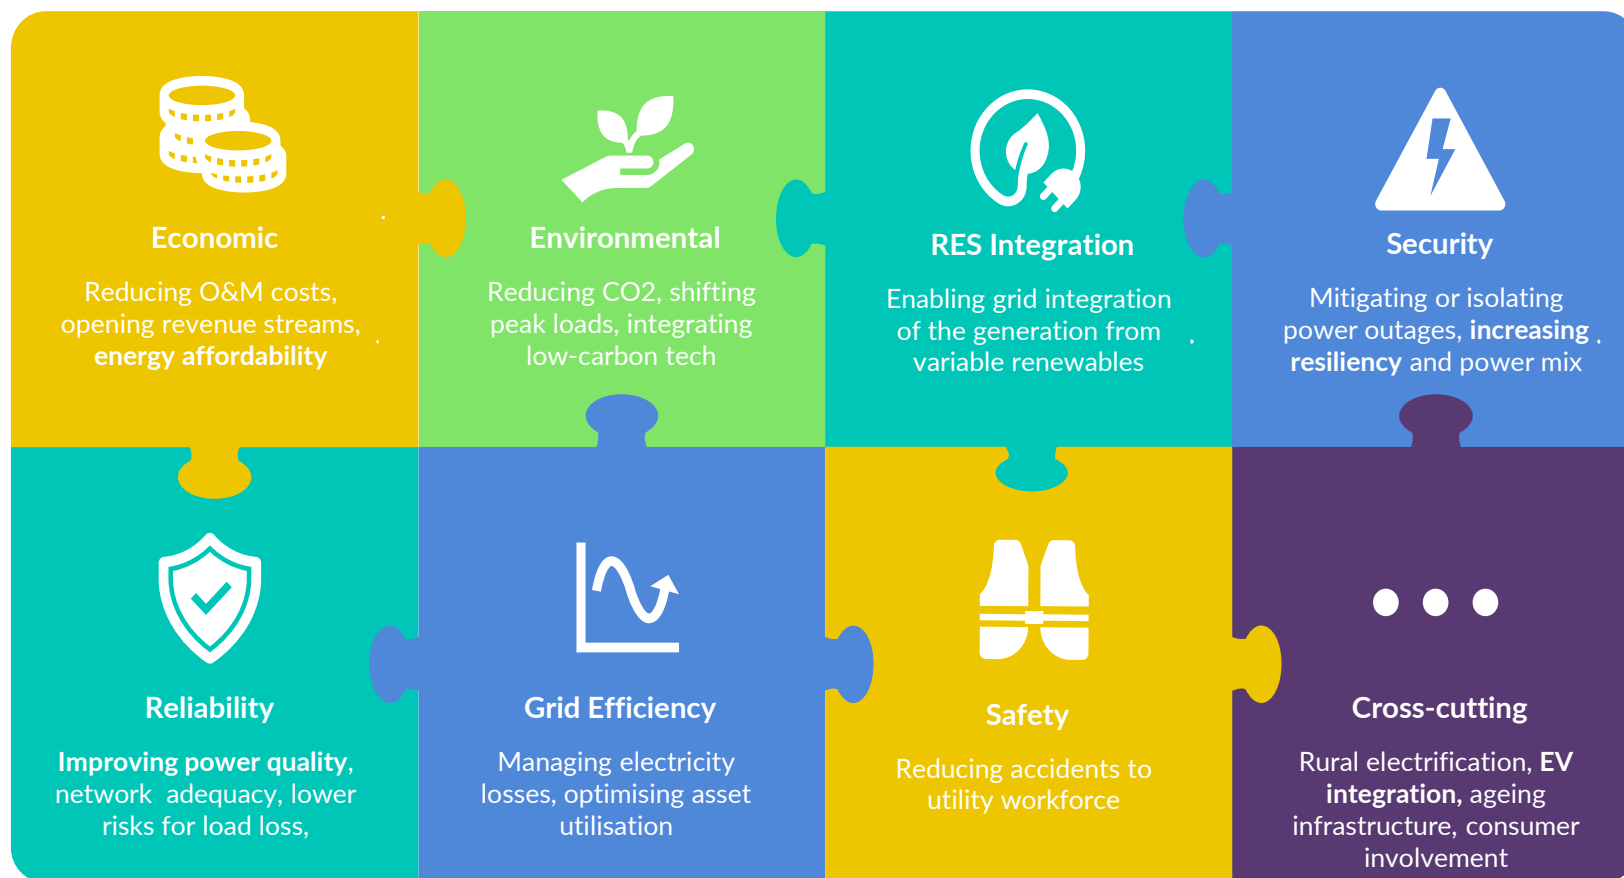 Economic
Reducing O&M costs,
opening revenue streams,
energy affordability
Environmental
Reducing CO2, shifting
peak loads, integrating
low-carbon tech
RES Integration
Enabling grid integration
of the generation from
variable renewables
Security
Mitigating or isolating
power outages, increasing
resiliency and power mix
Reliability
Improving power quality,
network adequacy, lower
risks for load loss,
Grid Efficiency
Managing electricity
losses, optimising asset
utilisation
Safety
Reducing accidents to
utility workforce
Cross-cutting
Rural electrification, EV
integration, ageing
infrastructure, consumer
involvement